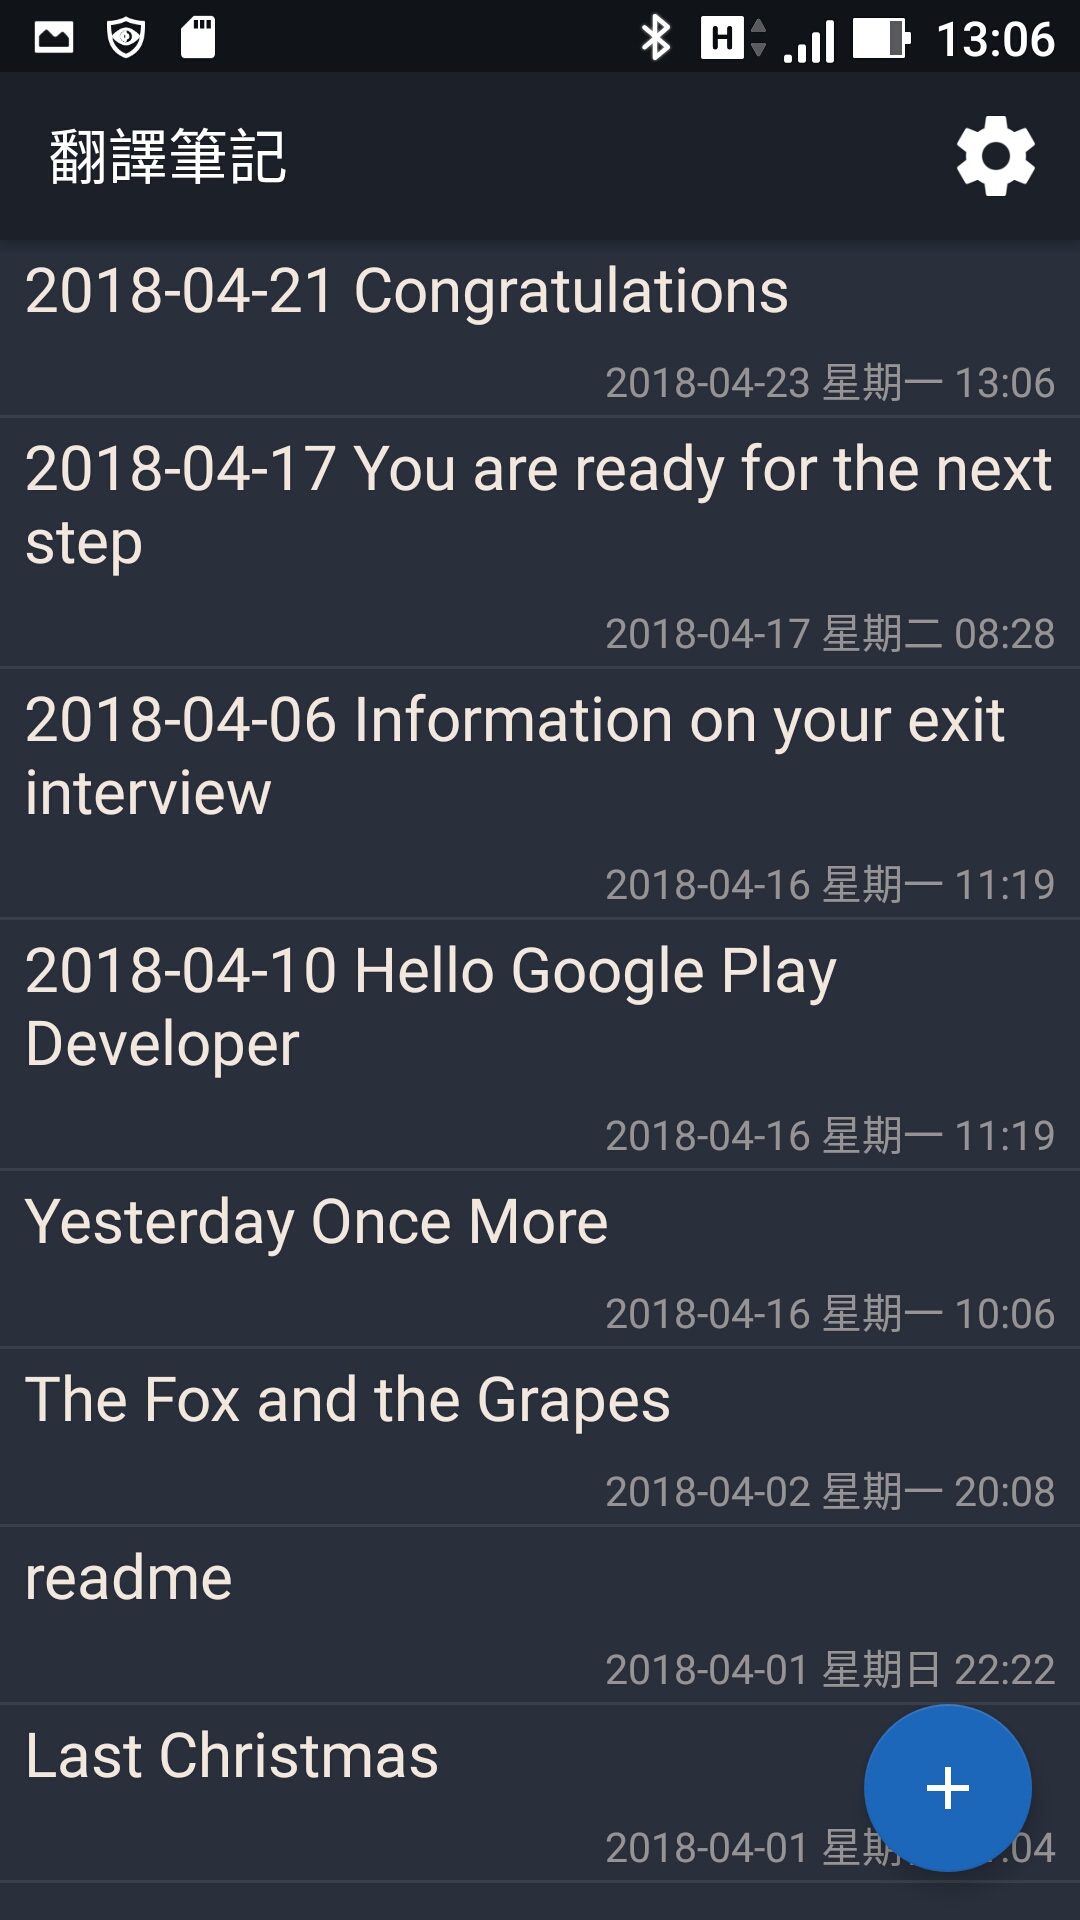 13:06
翻譯筆記
2018-04-21 Congratulations
2018-04-23 星期一 13:06
2018-04-17 You are ready for the next
step
2018-04-17 星期二 08:28
2018-04-06 Information on your exit
interview
2018-04-16 星期一 11:19
2018-04-10 Hello Google Play
Developer
2018-04-16 星期一 11:19
Yesterday Once More
2018-04-16 星期一 10:06
The Fox and the Grapes
2018-04-02 星期一 20:08
readme
2018-04-01 星期日 22:22
Last Christmas
2018-04-01 星期 :04